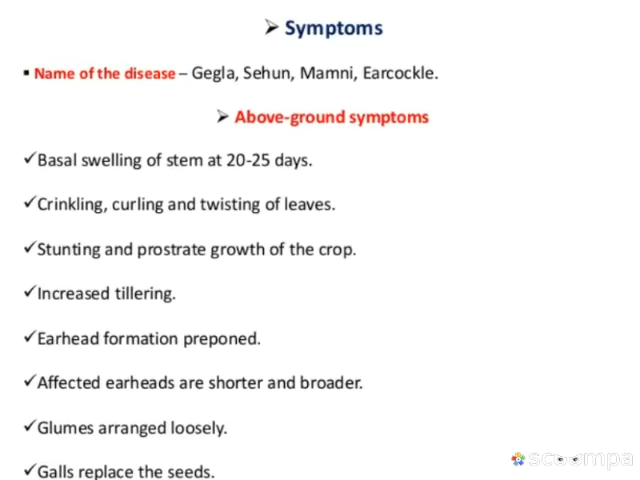 ➢ Symptoms
▪ Name of the disease – Gegla, Sehun, Mamni, Earcockle.
➢ Above-ground symptoms
✓Basal swelling of stem at 20-25 days.
✓Crinkling, curling and twisting of leaves.
✓Stunting and prostrate growth of the crop.
✓Increased tillering.
✓Earhead formation preponed.
✓Affected earheads are shorter and broader.
✓Glumes arranged loosely.
✓Galls replace the seeds.